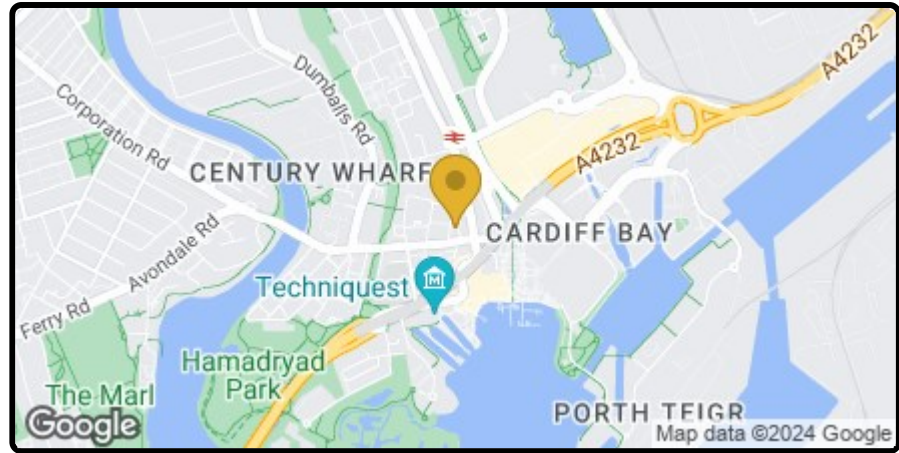 A4232
Dumballs Rd
Corporation Rd
A4232
CENTURY WHARF
CARDIFF BAY
Avondale Rd
Techniquest
Ferry Rd
Hamadryad
Park
The Marl
PORTH TEIGR
Google
Map data ©2024 Google